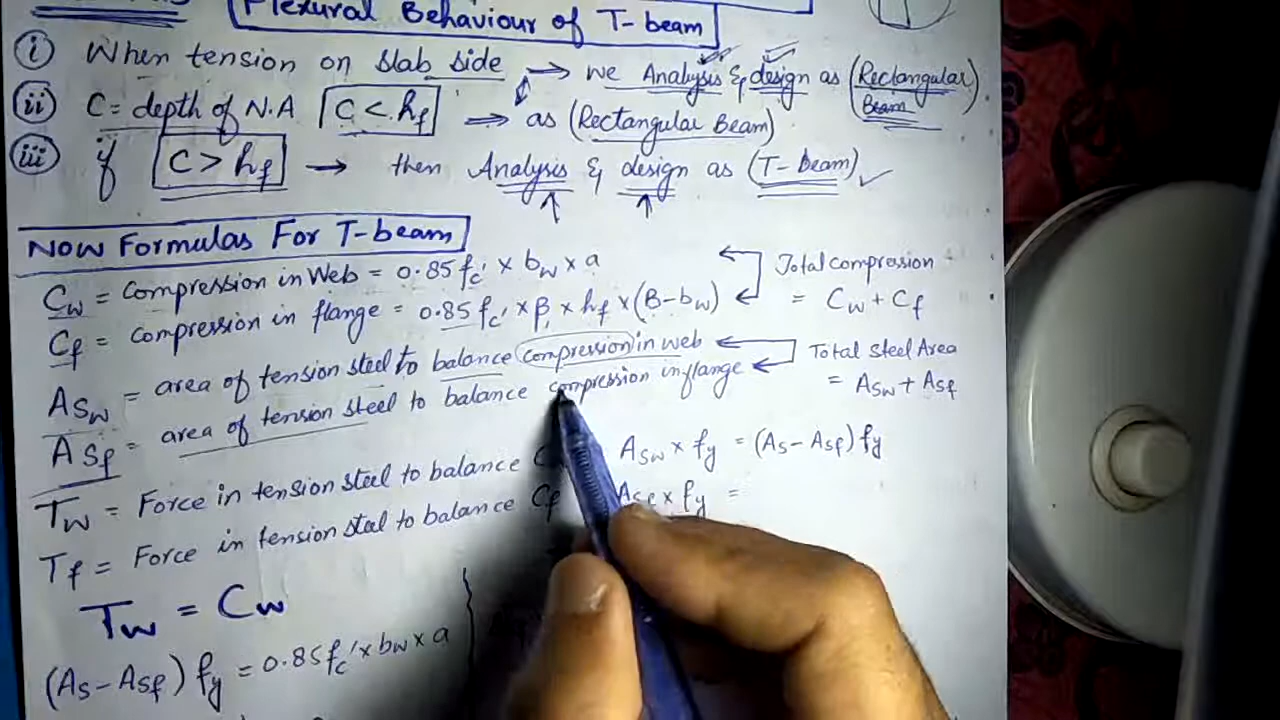 Flexural Behaviour of T-beam
(i) When tension on slab side → we Analysis & design as (Rectangular Beam)
(ii) C = depth of N.A C < hf ⇒ as (Rectangular Beam)
(iii) if C > hf → then Analysis & design as (T-beam) ✓
Now Formulas For T-beam
Cw = Compression in Web = 0.85 fc' × bw × a
Cf = compression in flange = 0.85 fc' × β1 × hf × (B-bw)
Total compression
= Cw + Cf
Asw = area of tension steel to balance compression in web
Asf = area of tension steel to balance compression in flange
Total Steel Area
= Asw + Asf
Tw = Force in tension steel to balance C Asw × fy = (As - Asf) fy
Tf = Force in tension steel to balance Cf Asf × fy =
Tw = Cw
(As - Asf) fy = 0.85 fc' × bw × a